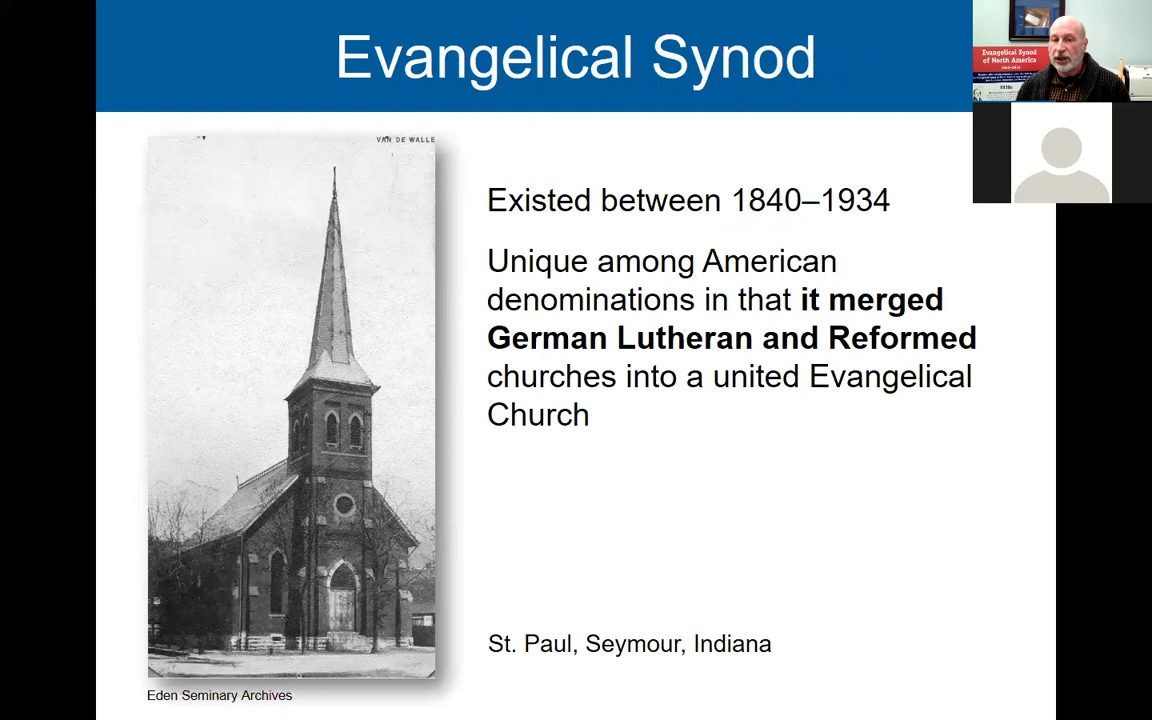 Evangelical Synod
VAN DE WALLE
Existed between 1840–1934
Unique among American
denominations in that it merged
German Lutheran and Reformed
churches into a united Evangelical
Church
St. Paul, Seymour, Indiana
Eden Seminary Archives
Evangelical Synod
of North America